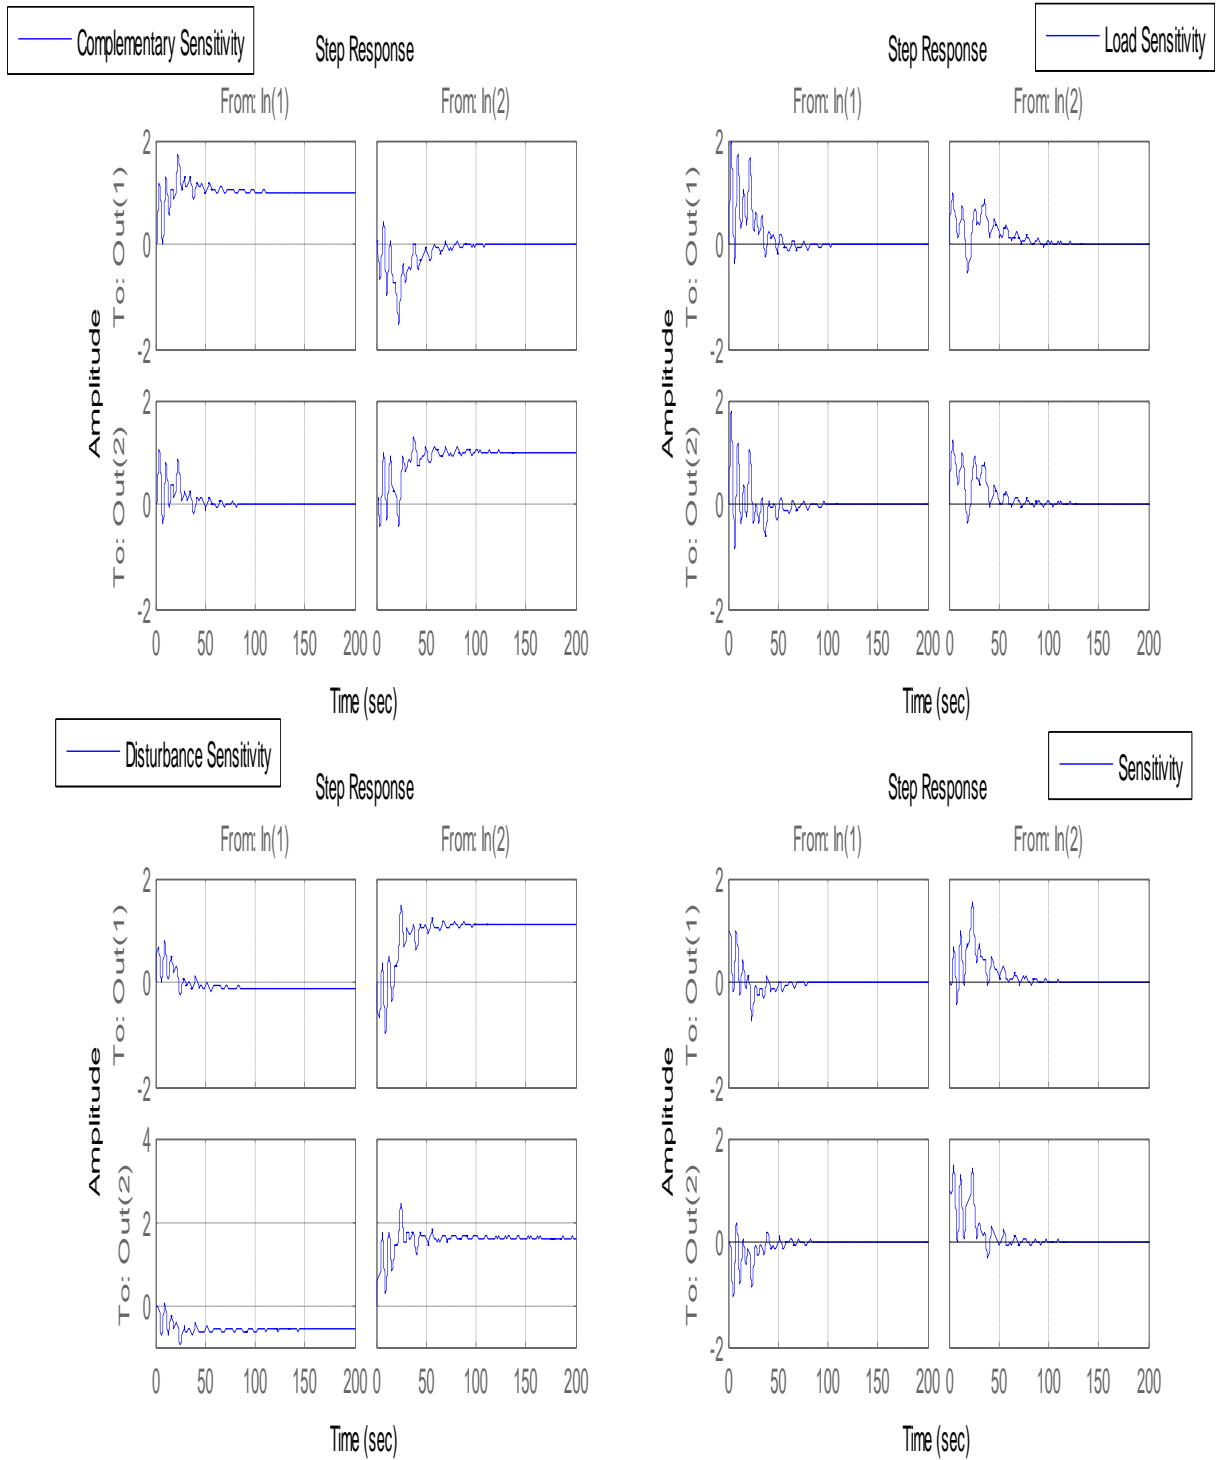 Complementary Sensitivity
Step Response
From: In(1)
From: In(2)
Amplitude
To: Out(1)
2
0
-2
To: Out(2)
2
0
-2
0 50 100 150 200
0 50 100 150 200
Time (sec)
Load Sensitivity
Step Response
From: In(1)
From: In(2)
Amplitude
To: Out(1)
2
0
-2
To: Out(2)
2
0
-2
0 50 100 150 200
0 50 100 150 200
Time (sec)
Disturbance Sensitivity
Step Response
From: In(1)
From: In(2)
Amplitude
To: Out(1)
2
0
-2
To: Out(2)
4
2
0
0 50 100 150 200
0 50 100 150 200
Time (sec)
Sensitivity
Step Response
From: In(1)
From: In(2)
Amplitude
To: Out(1)
2
0
-2
To: Out(2)
2
0
-2
0 50 100 150 200
0 50 100 150 200
Time (sec)